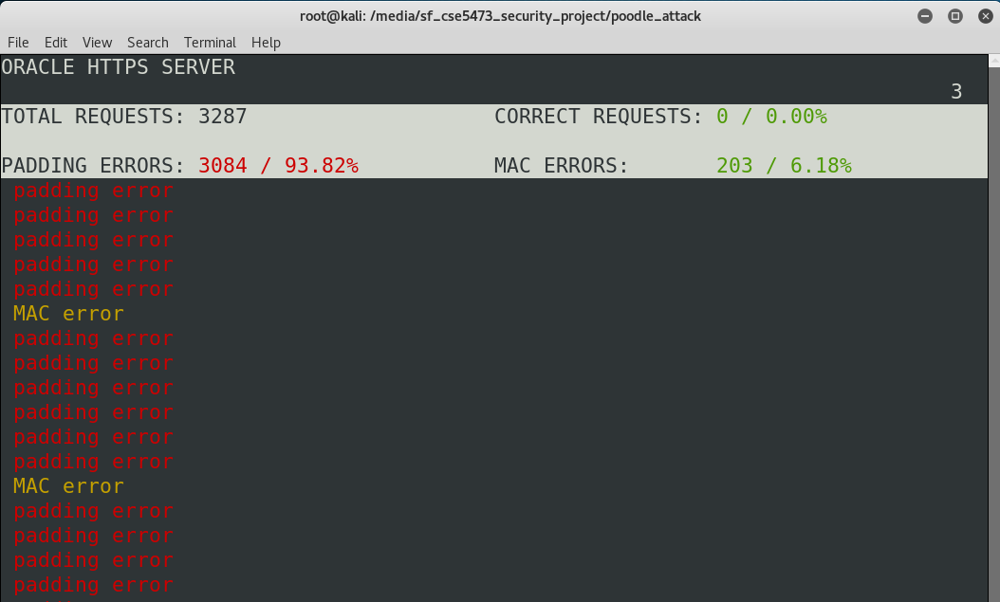 root@kali: /media/sf_cse5473_security_project/poodle_attack
File Edit View Search Terminal Help
ORACLE HTTPS SERVER
3
TOTAL REQUESTS: 3287 CORRECT REQUESTS: 0 / 0.00%
PADDING ERRORS: 3084 / 93.82% MAC ERRORS: 203 / 6.18%
padding error
padding error
padding error
padding error
padding error
MAC error
padding error
padding error
padding error
padding error
padding error
padding error
MAC error
padding error
padding error
padding error
padding error